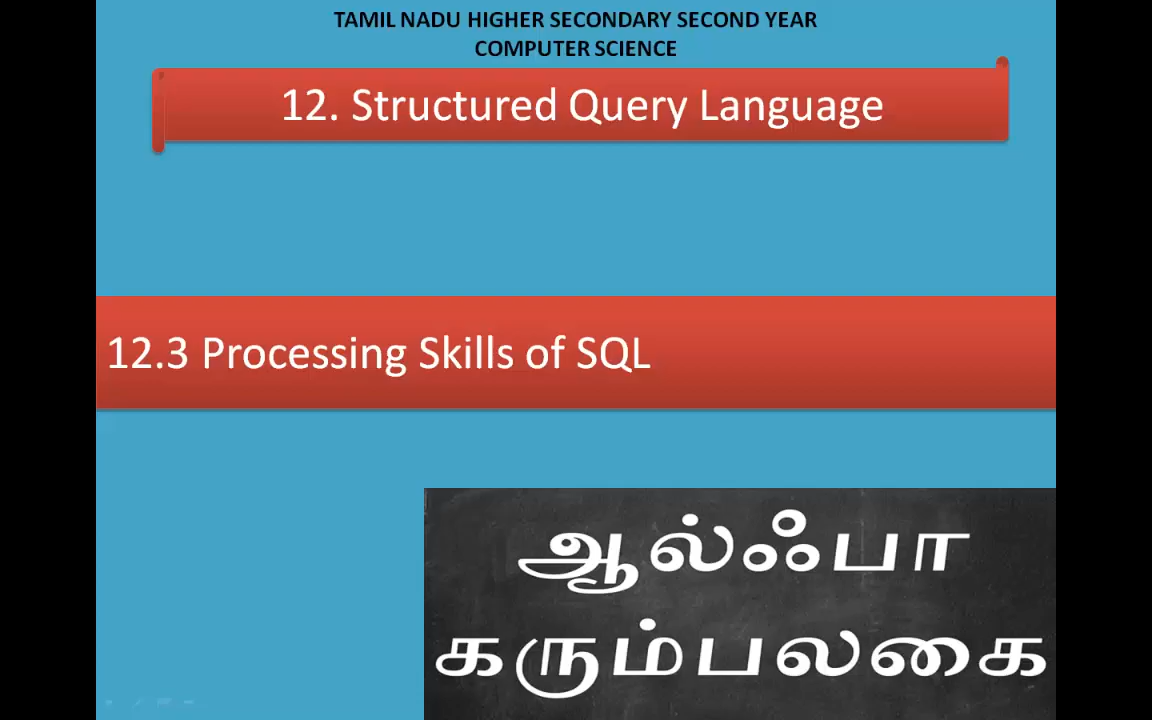 TAMIL NADU HIGHER SECONDARY SECOND YEAR
COMPUTER SCIENCE
12. Structured Query Language
12.3 Processing Skills of SQL
ஆல்ஃபா
கரும்பலகை